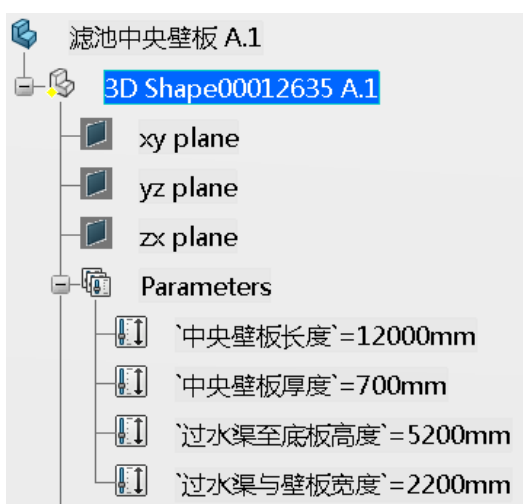 滤池中央壁板 A.1
3D Shape00012635 A.1
xy plane
yz plane
zx plane
Parameters
`中央壁板长度`=12000mm
`中央壁板厚度`=700mm
`过水渠至底板高度`=5200mm
`过水渠与壁板宽度`=2200mm